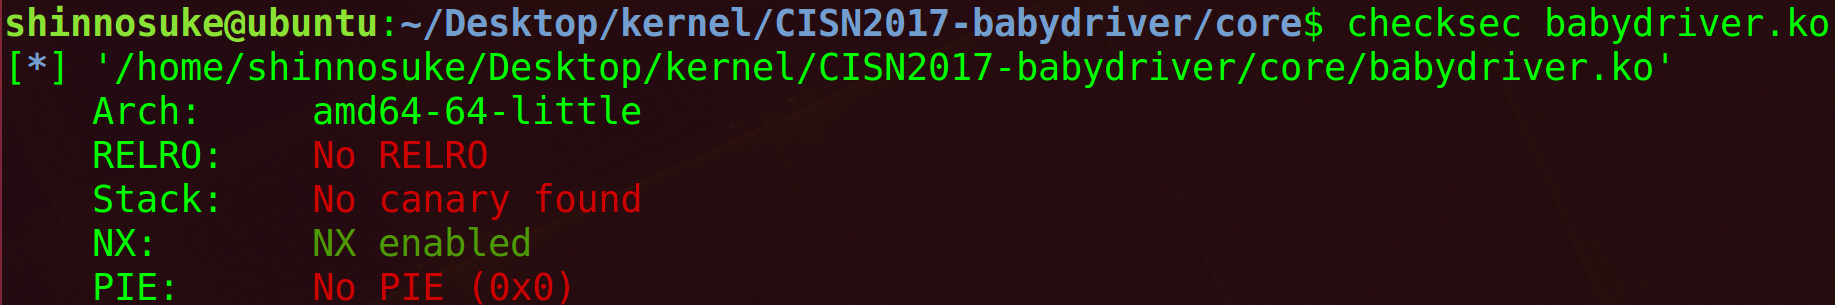 shinnosuke@ubuntu:~/Desktop/kernel/CISN2017-babydriver/core$ checksec babydriver.ko
[*] '/home/shinnosuke/Desktop/kernel/CISN2017-babydriver/core/babydriver.ko'
    Arch:     amd64-64-little
    RELRO:    No RELRO
    Stack:    No canary found
    NX:       NX enabled
    PIE:      No PIE (0x0)